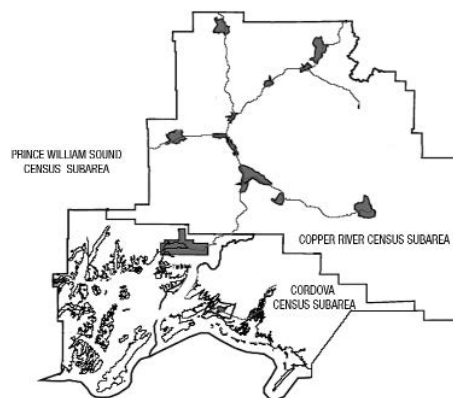 PRINCE WILLIAM SOUND
CENSUS SUBAREA
COPPER RIVER CENSUS SUBAREA
CORDOVA
CENSUS SUBAREA